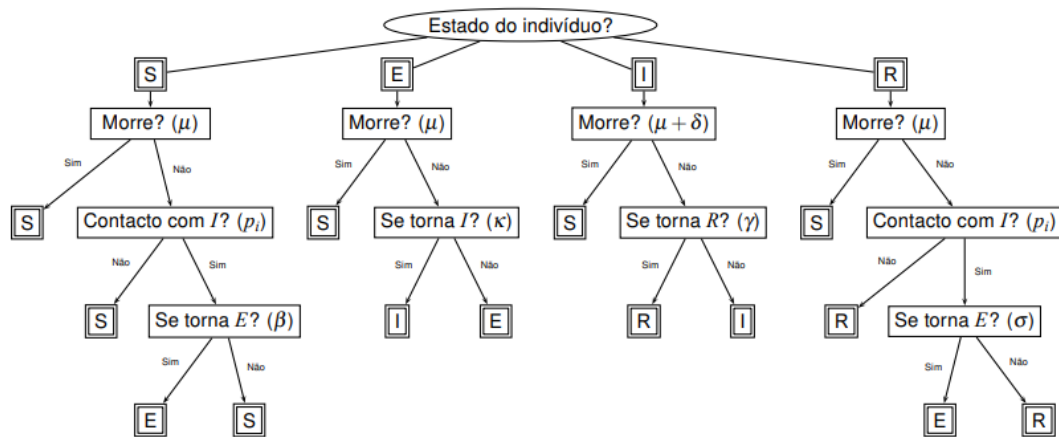 Estado do indivíduo?
S E I R
Morre? (μ) Morre? (μ) Morre? (μ + δ) Morre? (μ)
Sim Não Sim Não Sim Não Sim Não
S Contacto com I? (p_i) S Se torna I? (κ) S Se torna R? (γ) S Contacto com I? (p_i)
Não Sim Sim Não Sim Não Não Sim
S Se torna E? (β) I E R I R Se torna E? (σ)
Sim Não Sim Não
E S E R